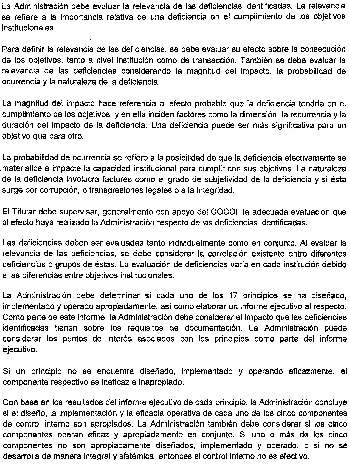 La Administración debe evaluar la relevancia de las deficiencias identificadas. La relevancia
se refiere a la importancia relativa de una deficiencia en el cumplimiento de los objetivos
institucionales.
Para definir la relevancia de las deficiencias, se debe evaluar su efecto sobre la consecución
de los objetivos, tanto a nivel institución como de transacción. También se debe evaluar la
relevancia de las deficiencias considerando la magnitud del impacto, la probabilidad de
ocurrencia y la naturaleza de la deficiencia.
La magnitud del impacto hace referencia al efecto probable que la deficiencia tendría en el
cumplimiento de los objetivos y en ella inciden factores como la dimensión, la recurrencia y la
duración del impacto de la deficiencia. Una deficiencia puede ser más significativa para un
objetivo que para otro.
La probabilidad de ocurrencia se refiere a la posibilidad de que la deficiencia efectivamente se
materialice e impacte la capacidad institucional para cumplir con sus objetivos. La naturaleza
de la deficiencia involucra factores como el grado de subjetividad de la deficiencia y si ésta
surge por corrupción, o transgresiones legales o a la integridad.
El Titular debe supervisar, generalmente con apoyo del COCODI, la adecuada evaluación que
al efecto haya realizado la Administración respecto de las deficiencias identificadas.
Las deficiencias deben ser evaluadas tanto individualmente como en conjunto. Al evaluar la
relevancia de las deficiencias, se debe considerar la correlación existente entre diferentes
deficiencias o grupos de éstas. La evaluación de deficiencias varía en cada institución debido
a las diferencias entre objetivos institucionales.
La Administración debe determinar si cada uno de los 17 principios se ha diseñado,
implementado y operado apropiadamente, así como elaborar un informe ejecutivo al respecto.
Como parte de este informe, la Administración debe considerar el impacto que las deficiencias
identificadas tienen sobre los requisitos de documentación. La Administración puede
considerar los puntos de interés asociados con los principios como parte del informe
ejecutivo.
Si un principio no se encuentra diseñado, implementado y operando eficazmente, el
componente respectivo es ineficaz e inapropiado.
Con base en los resultados del informe ejecutivo de cada principio, la Administración concluye
si el diseño, la implementación y la eficacia operativa de cada uno de los cinco componentes
de control interno son apropiados. La Administración también debe considerar si los cinco
componentes operan eficaz y apropiadamente en conjunto. Si uno o más de los cinco
componentes no son apropiadamente diseñados, implementado y operado, o si no se
desarrolla de manera integral y sistémica, entonces el control interno no es efectivo.